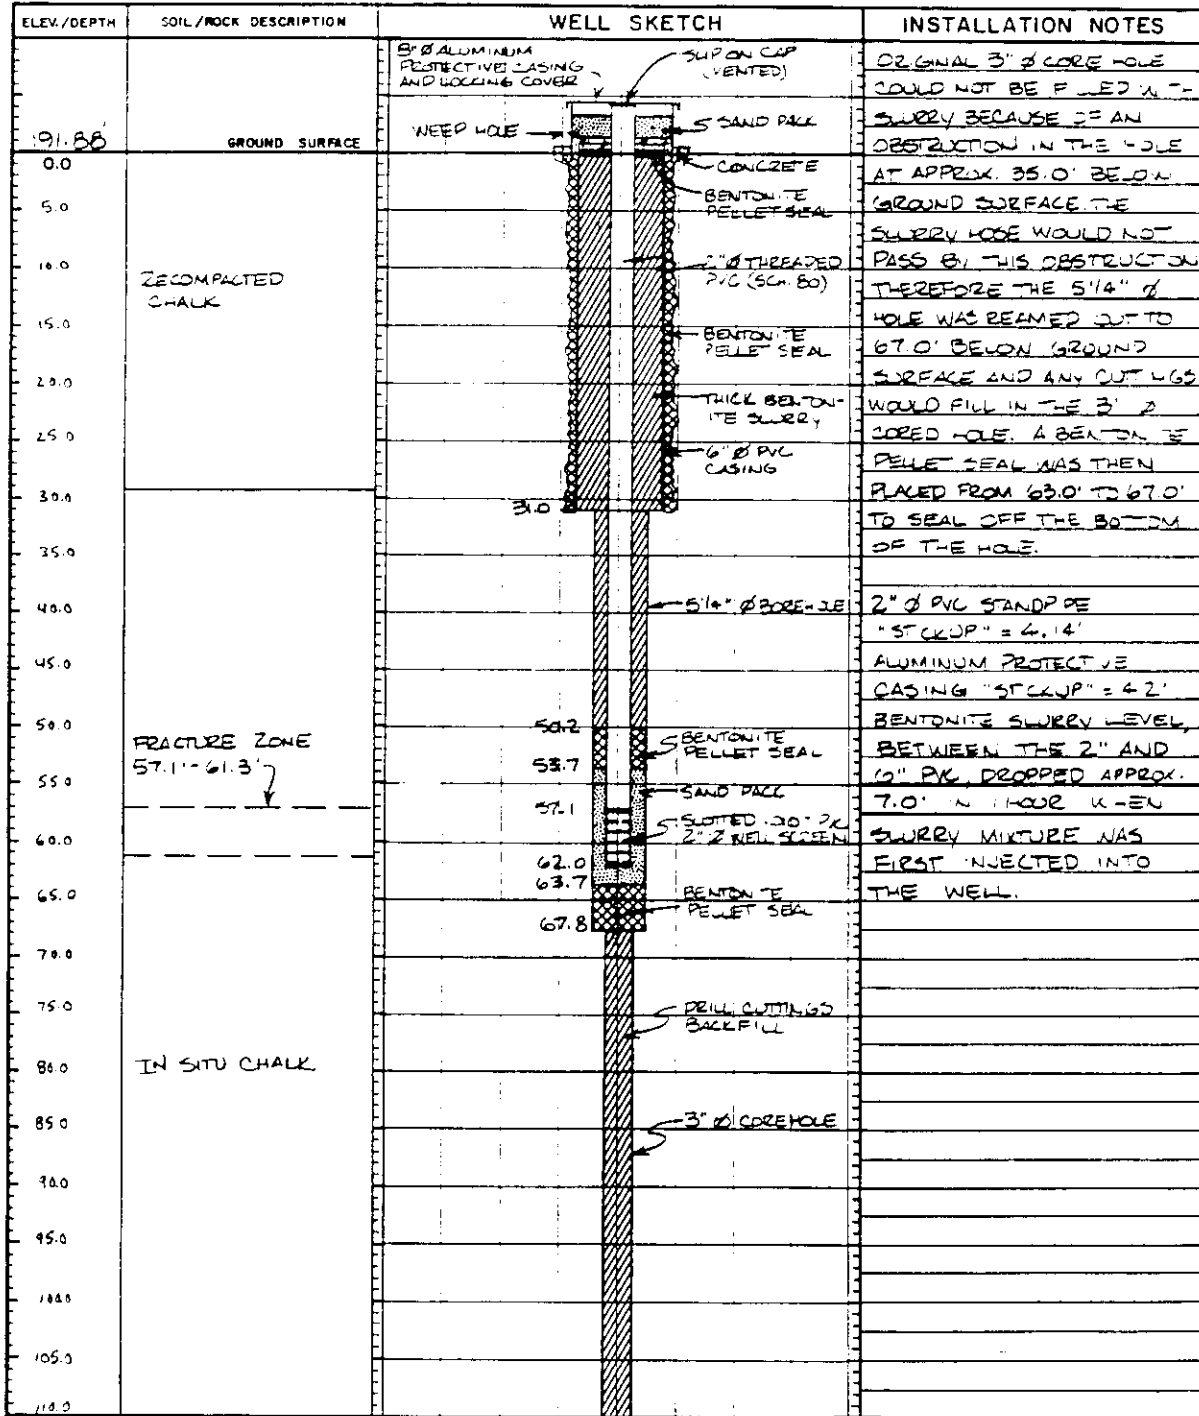 ELEV./DEPTH
SOIL/ROCK DESCRIPTION
WELL SKETCH
INSTALLATION NOTES
191.88
GROUND SURFACE
0.0
5.0
10.0
15.0
20.0
25.0
30.0
35.0
40.0
45.0
50.0
55.0
60.0
65.0
70.0
75.0
80.0
85.0
90.0
95.0
100.0
105.0
110.0
RECOMPACTED
CHALK
FRACTURE ZONE
57.1'-61.3'
IN SITU CHALK
8" Ø ALUMINUM
PROTECTIVE CASING
AND LOCKING COVER
SLIP ON CAP
(VENTED)
WEEP HOLE
SAND PACK
CONCRETE
BENTONITE
PELLET SEAL
2" Ø THREADED
PVC (SCH. 80)
BENTONITE
PELLET SEAL
THICK BENTON-
ITE SLURRY
6" Ø PVC
CASING
31.0
5 1/4" Ø BOREHOLE
50.2
BENTONITE
PELLET SEAL
53.7
SAND PACK
57.1
SLOTTED .010" PVC
2" Ø WELL SCREEN
62.0
63.7
BENTONITE
PELLET SEAL
67.8
DRILL CUTTINGS
BACKFILL
3" Ø COREHOLE
ORIGINAL 3" Ø CORE HOLE
COULD NOT BE FILLED WITH
SLURRY BECAUSE OF AN
OBSTRUCTION IN THE HOLE
AT APPROX. 35.0' BELOW
GROUND SURFACE. THE
SLURRY HOSE WOULD NOT
PASS BY THIS OBSTRUCTION
THEREFORE THE 5 1/4" Ø
HOLE WAS REAMED OUT TO
67.0' BELOW GROUND
SURFACE AND ANY CUTTINGS
WOULD FILL IN THE 3" Ø
CORED HOLE. A BENTONITE
PELLET SEAL WAS THEN
PLACED FROM 63.0' TO 67.0'
TO SEAL OFF THE BOTTOM
OF THE HOLE.
2" Ø PVC STANDPIPE
"STICKUP" = 4.14'
ALUMINUM PROTECTIVE
CASING "STICKUP" = 4.2'
BENTONITE SLURRY LEVEL,
BETWEEN THE 2" AND
6" PVC, DROPPED APPROX.
7.0' IN 1 HOUR WHEN
SLURRY MIXTURE WAS
FIRST INJECTED INTO
THE WELL.